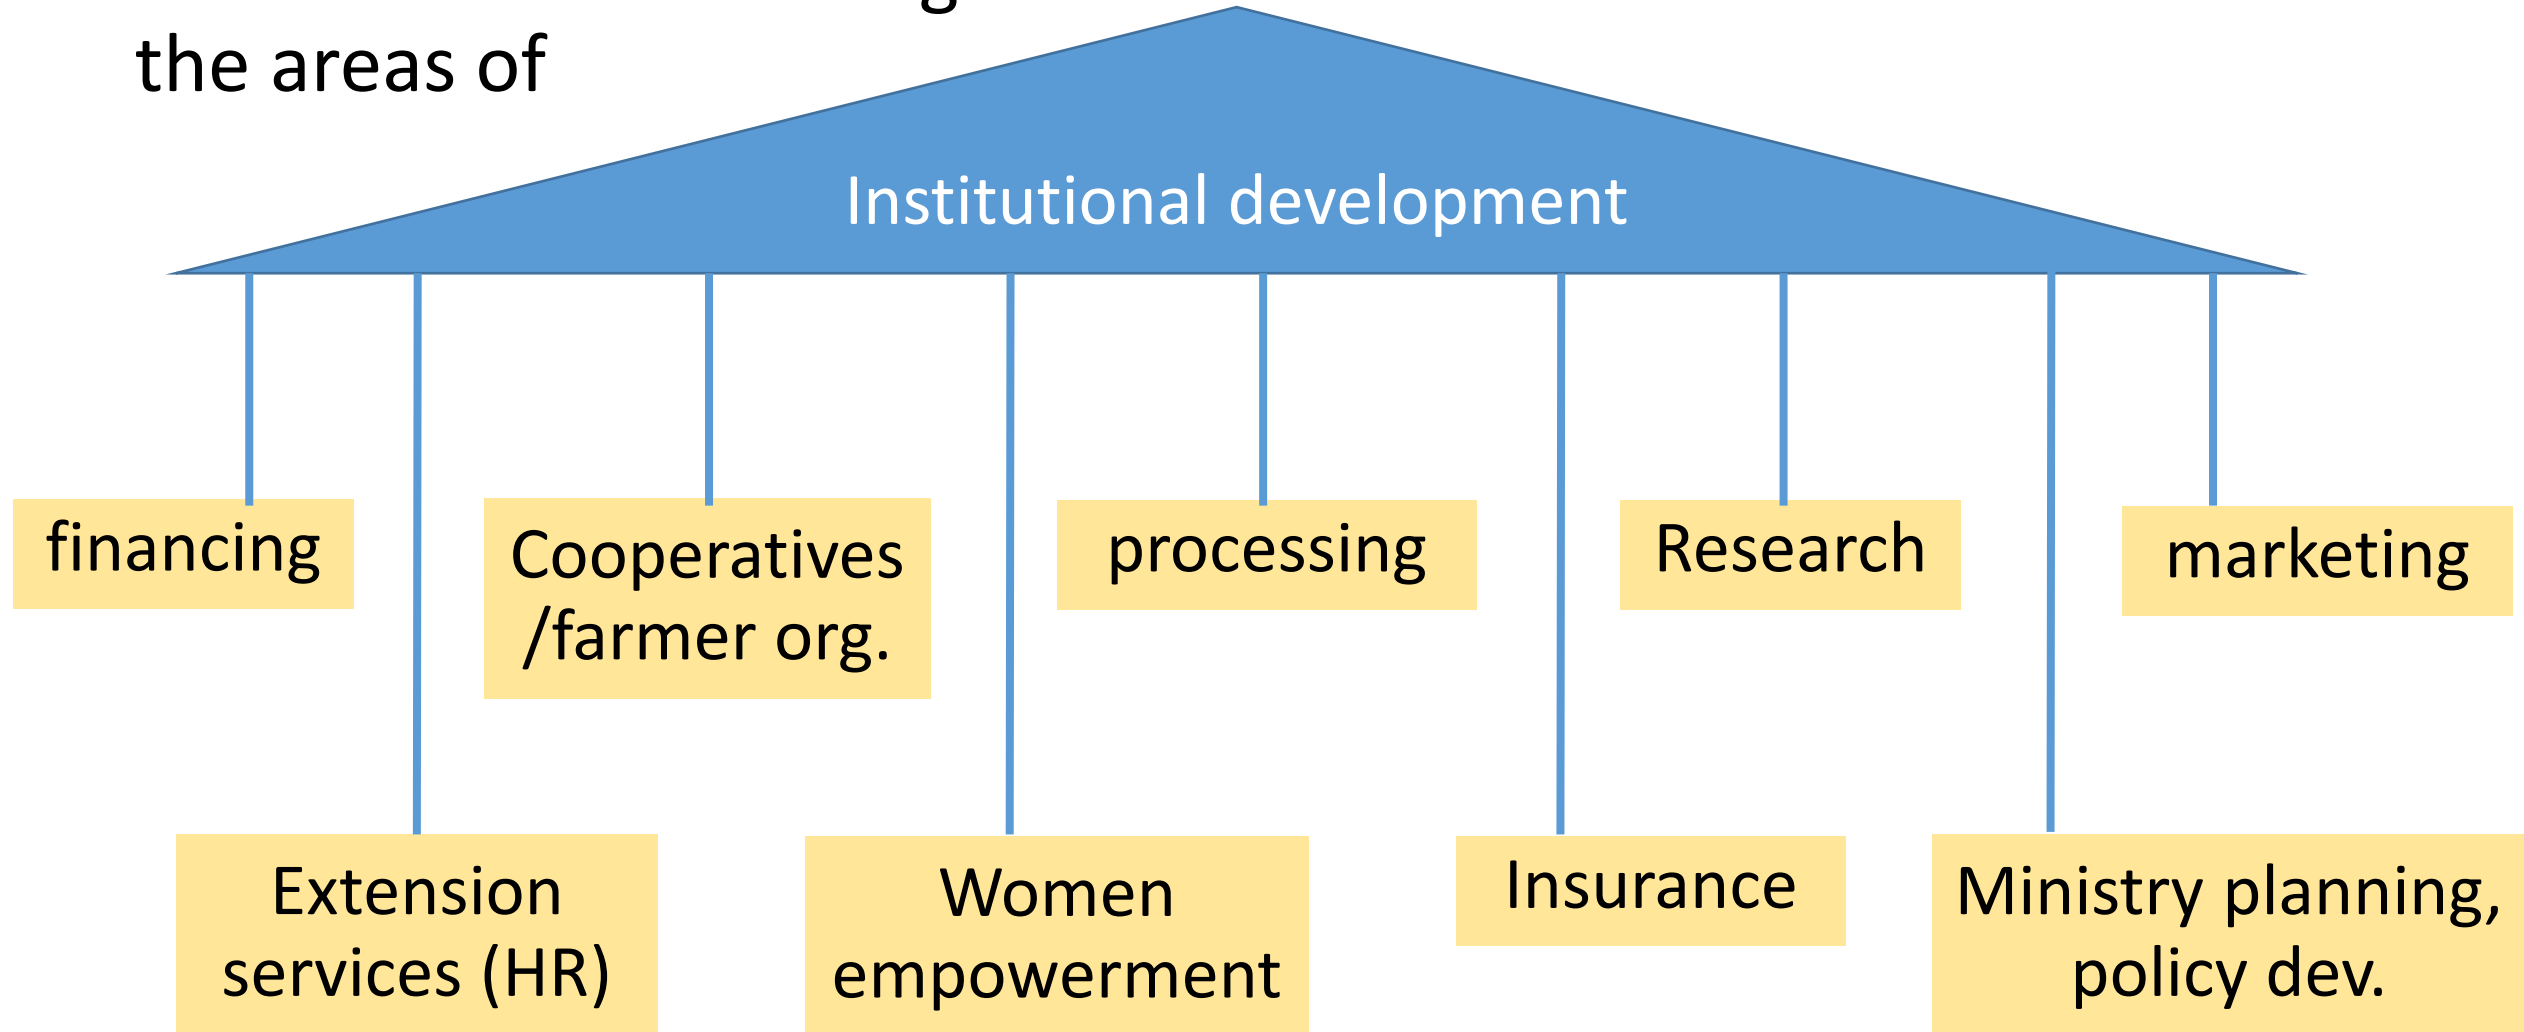 the areas of
Institutional development
financing
Cooperatives
/farmer org.
processing
Research
marketing
Extension
services (HR)
Women
empowerment
Insurance
Ministry planning,
policy dev.